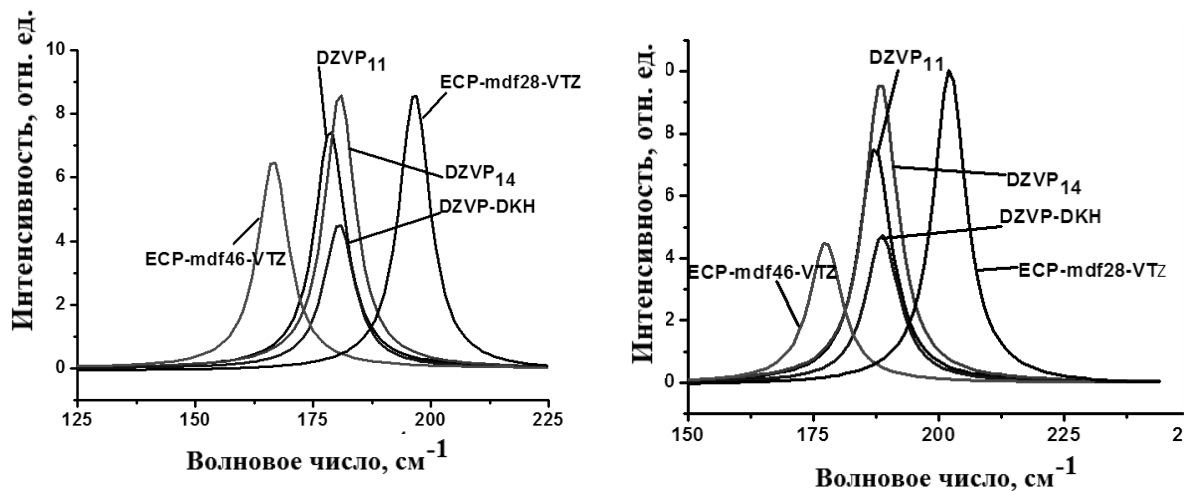 Интенсивность, отн. ед.
10
8
6
4
2
0
125
150
175
200
225
DZVP11
ECP-mdf28-VTZ
DZVP14
DZVP-DKH
ECP-mdf46-VTZ
Волновое число, см-1
Интенсивность, отн. ед.
0
8
6
4
2
0
150
175
200
225
2
DZVP11
DZVP14
DZVP-DKH
ECP-mdf46-VTZ
ECP-mdf28-VTZ
Волновое число, см-1